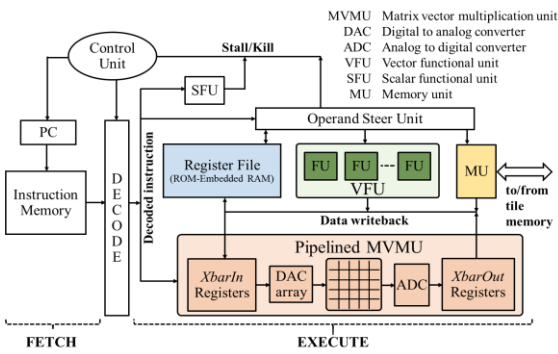 MVMU Matrix vector multiplication unit
DAC Digital to analog converter
ADC Analog to digital converter
VFU Vector functional unit
SFU Scalar functional unit
MU Memory unit
Control
Unit
Stall/Kill
SFU
PC
Operand Steer Unit
Instruction
Memory
DECODE
Decoded instruction
Register File
(ROM-Embedded RAM)
FU FU FU
VFU
MU
to/from
tile
memory
Data writeback
Pipelined MVMU
XbarIn
Registers
DAC
array
ADC
XbarOut
Registers
FETCH
EXECUTE